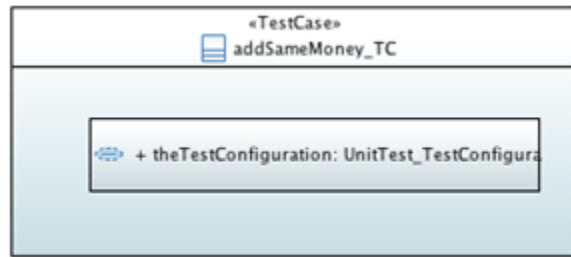 «TestCase»
addSameMoney_TC
+ theTestConfiguration: UnitTest_TestConfigura